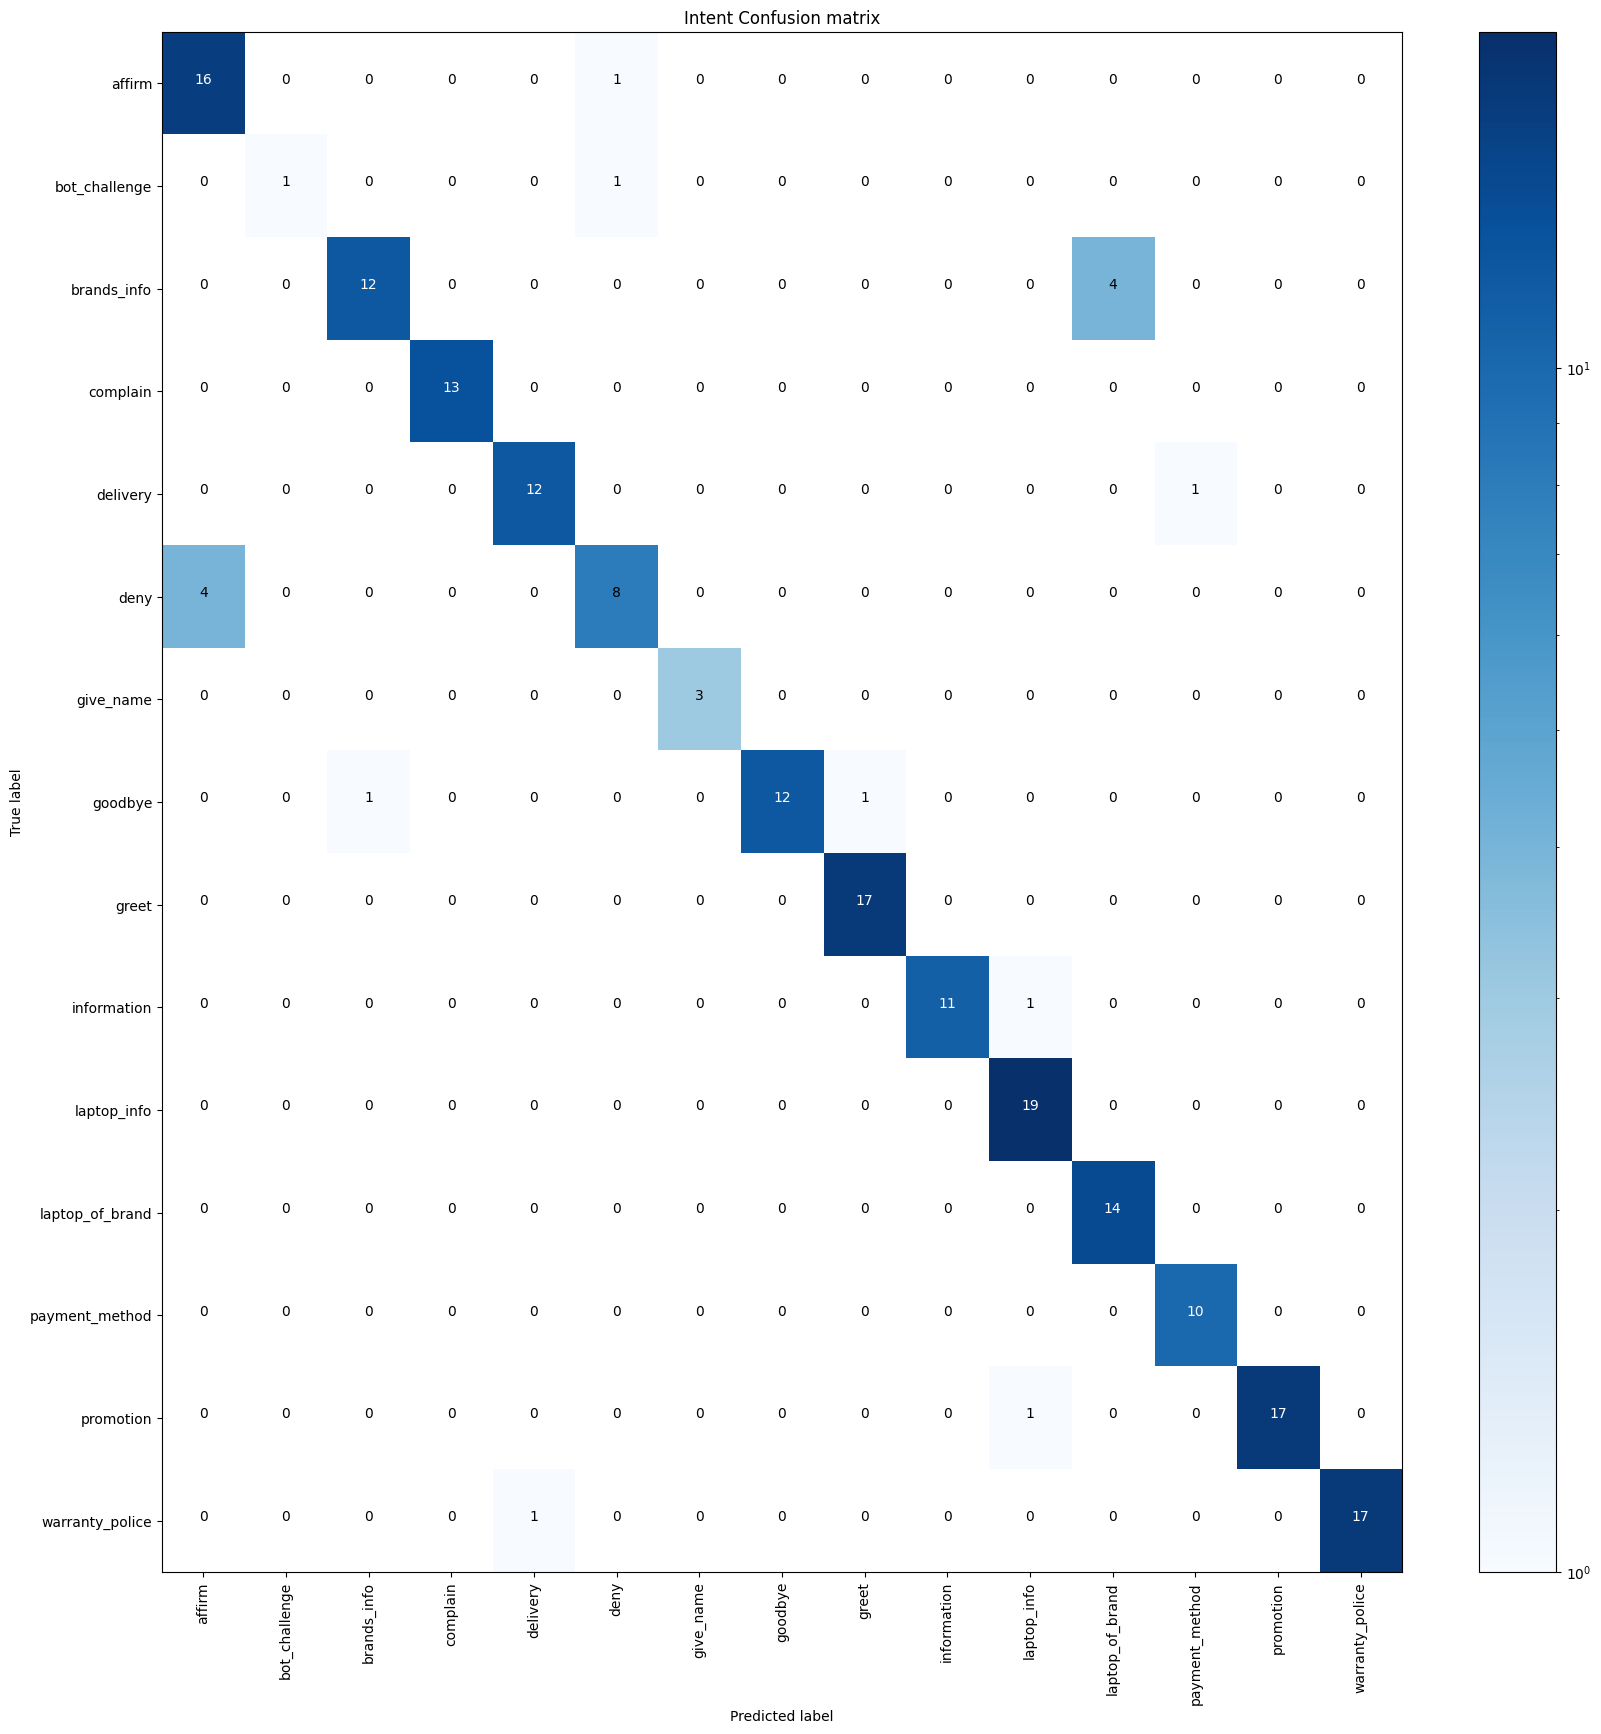 Intent Confusion matrix
affirm 16 0 0 0 0 1 0 0 0 0 0 0 0 0 0
bot_challenge 0 1 0 0 0 1 0 0 0 0 0 0 0 0 0
brands_info 0 0 12 0 0 0 0 0 0 0 0 4 0 0 0
complain 0 0 0 13 0 0 0 0 0 0 0 0 0 0 0
10¹
delivery 0 0 0 0 12 0 0 0 0 0 0 0 1 0 0
deny 4 0 0 0 0 8 0 0 0 0 0 0 0 0 0
give_name 0 0 0 0 0 0 3 0 0 0 0 0 0 0 0
True label
goodbye 0 0 1 0 0 0 0 12 1 0 0 0 0 0 0
greet 0 0 0 0 0 0 0 0 17 0 0 0 0 0 0
information 0 0 0 0 0 0 0 0 0 11 1 0 0 0 0
laptop_info 0 0 0 0 0 0 0 0 0 0 19 0 0 0 0
laptop_of_brand 0 0 0 0 0 0 0 0 0 0 0 14 0 0 0
payment_method 0 0 0 0 0 0 0 0 0 0 0 0 10 0 0
promotion 0 0 0 0 0 0 0 0 0 0 1 0 0 17 0
warranty_police 0 0 0 0 1 0 0 0 0 0 0 0 0 0 17
10⁰
affirm
bot_challenge
brands_info
complain
delivery
deny
give_name
goodbye
greet
information
laptop_info
laptop_of_brand
payment_method
promotion
warranty_police
Predicted label